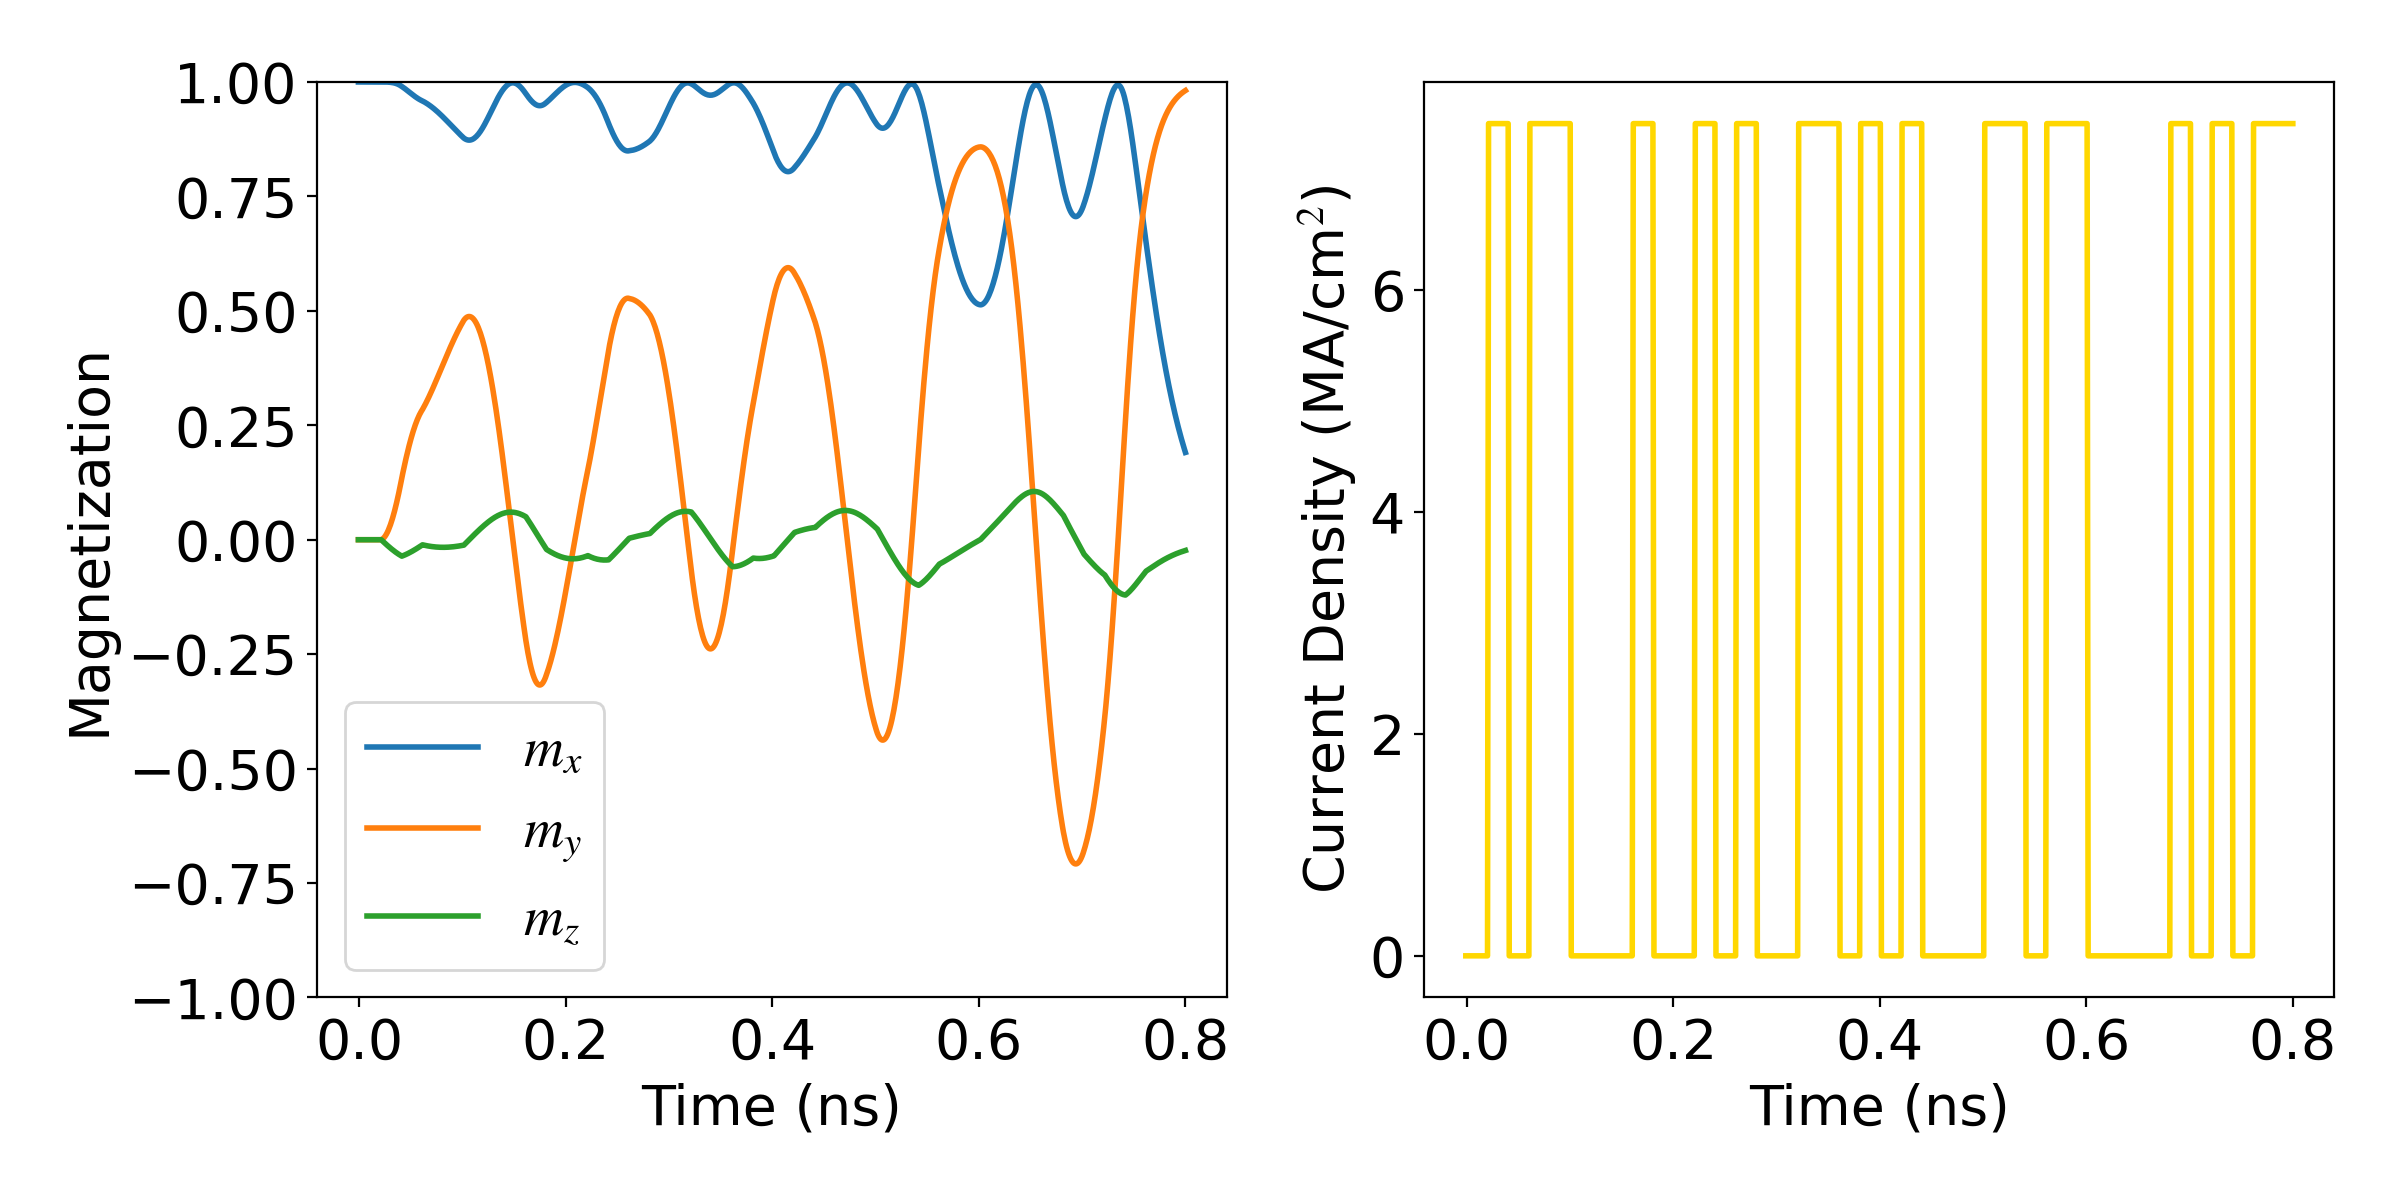 1.00
0.75
0.50
0.25
0.00
−0.25
−0.50
−0.75
−1.00
Magnetization
m_x
m_y
m_z
0.0 0.2 0.4 0.6 0.8
Time (ns)
6
4
2
0
Current Density (MA/cm²)
0.0 0.2 0.4 0.6 0.8
Time (ns)